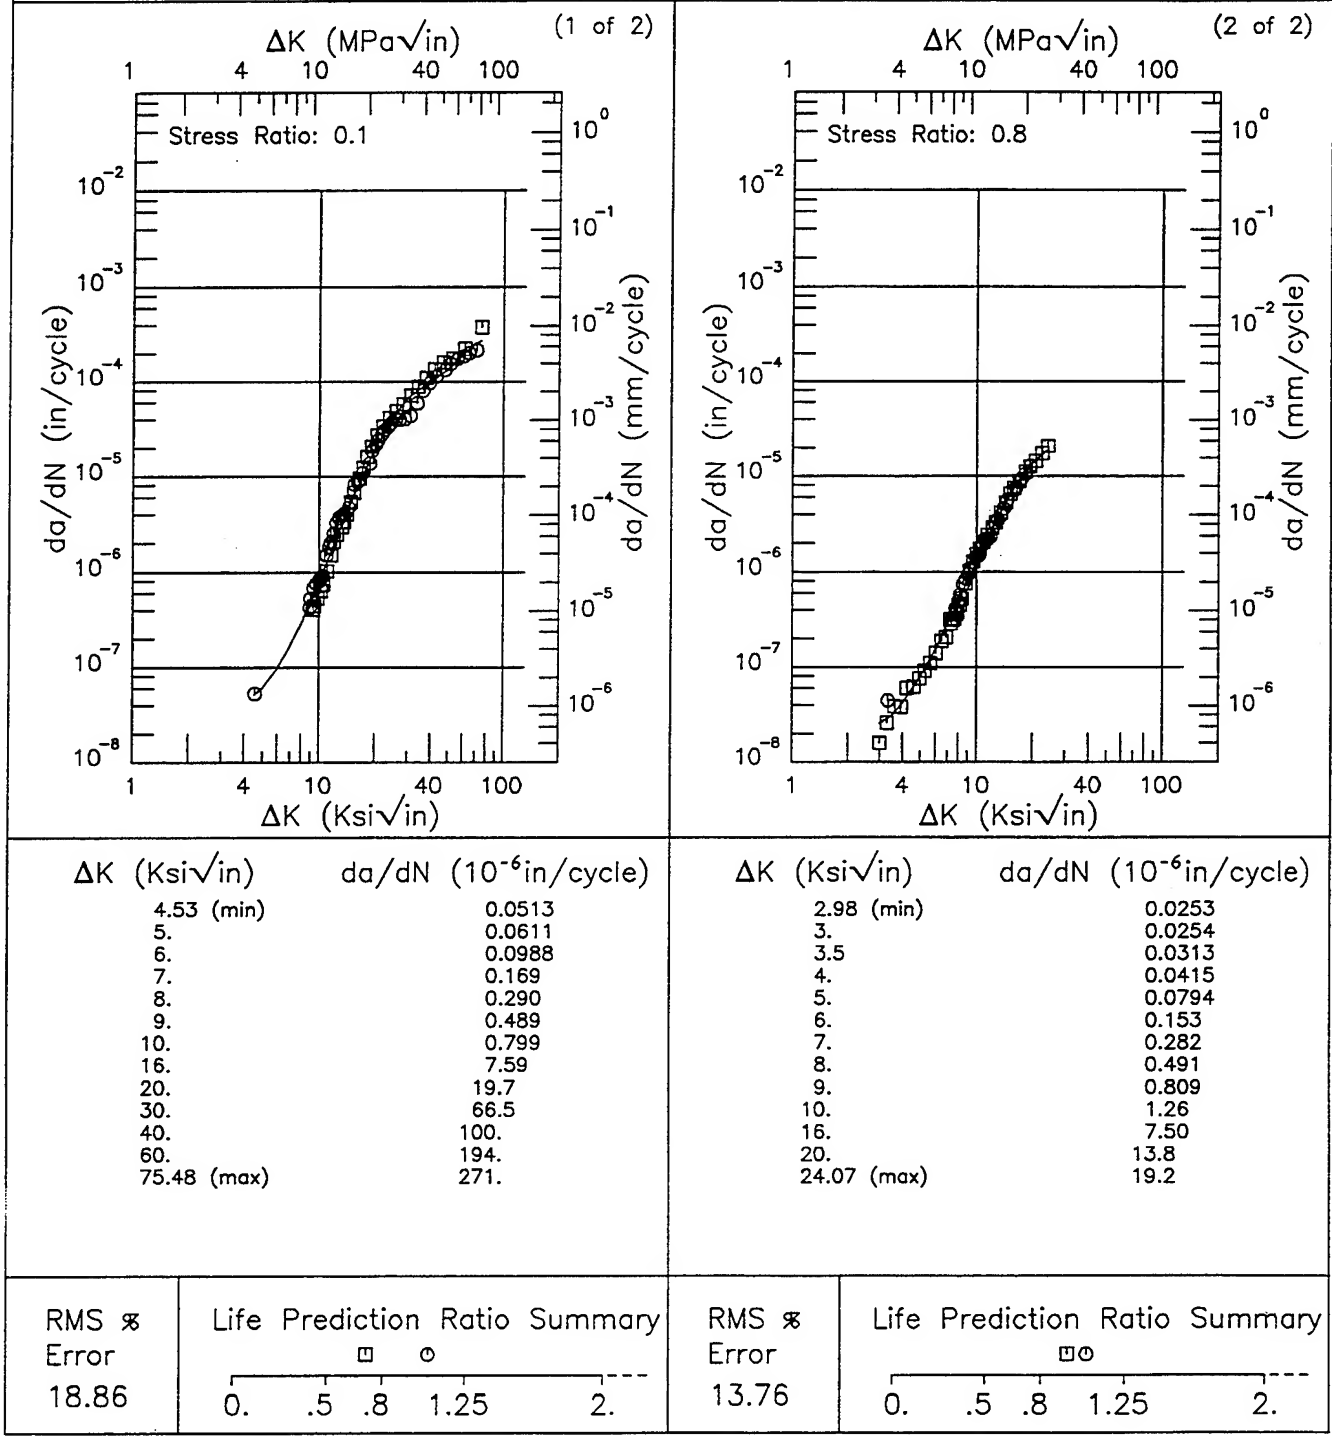 (1 of 2)
ΔK (MPa√in)
1 4 10 40 100
Stress Ratio: 0.1
10⁰
10⁻¹
10⁻²
10⁻³
10⁻⁴
10⁻⁵
10⁻⁶
da/dN (mm/cycle)
10⁻²
10⁻³
10⁻⁴
10⁻⁵
10⁻⁶
10⁻⁷
10⁻⁸
da/dN (in/cycle)
1 4 10 40 100
ΔK (Ksi√in)
(2 of 2)
ΔK (MPa√in)
1 4 10 40 100
Stress Ratio: 0.8
10⁰
10⁻¹
10⁻²
10⁻³
10⁻⁴
10⁻⁵
10⁻⁶
da/dN (mm/cycle)
10⁻²
10⁻³
10⁻⁴
10⁻⁵
10⁻⁶
10⁻⁷
10⁻⁸
da/dN (in/cycle)
1 4 10 40 100
ΔK (Ksi√in)
ΔK (Ksi√in) da/dN (10⁻⁶in/cycle)
4.53 (min) 0.0513
5. 0.0611
6. 0.0988
7. 0.169
8. 0.290
9. 0.489
10. 0.799
16. 7.59
20. 19.7
30. 66.5
40. 100.
60. 194.
75.48 (max) 271.
ΔK (Ksi√in) da/dN (10⁻⁶in/cycle)
2.98 (min) 0.0253
3. 0.0254
3.5 0.0313
4. 0.0415
5. 0.0794
6. 0.153
7. 0.282
8. 0.491
9. 0.809
10. 1.26
16. 7.50
20. 13.8
24.07 (max) 19.2
RMS %
Error
18.86
Life Prediction Ratio Summary
0. .5 .8 1.25 2.
RMS %
Error
13.76
Life Prediction Ratio Summary
0. .5 .8 1.25 2.